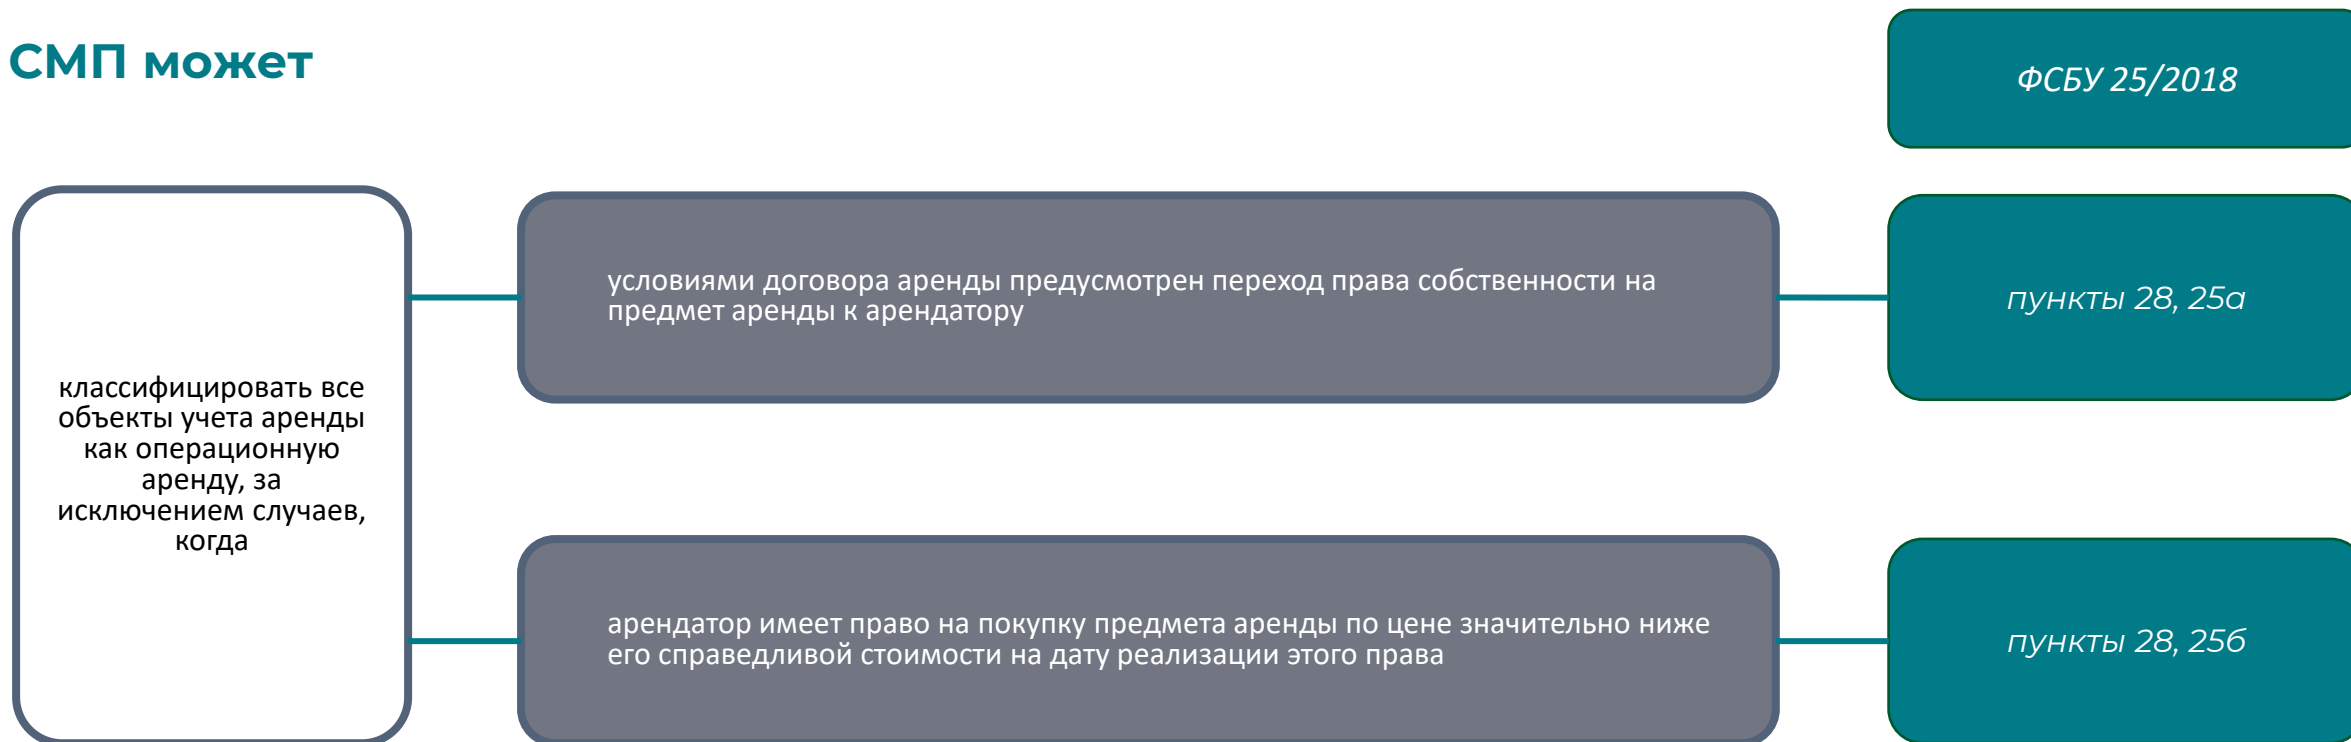 СМП может
ФСБУ 25/2018
классифицировать все
объекты учета аренды
как операционную
аренду, за
исключением случаев,
когда
условиями договора аренды предусмотрен переход права собственности на
предмет аренды к арендатору
пункты 28, 25а
арендатор имеет право на покупку предмета аренды по цене значительно ниже
его справедливой стоимости на дату реализации этого права
пункты 28, 25б